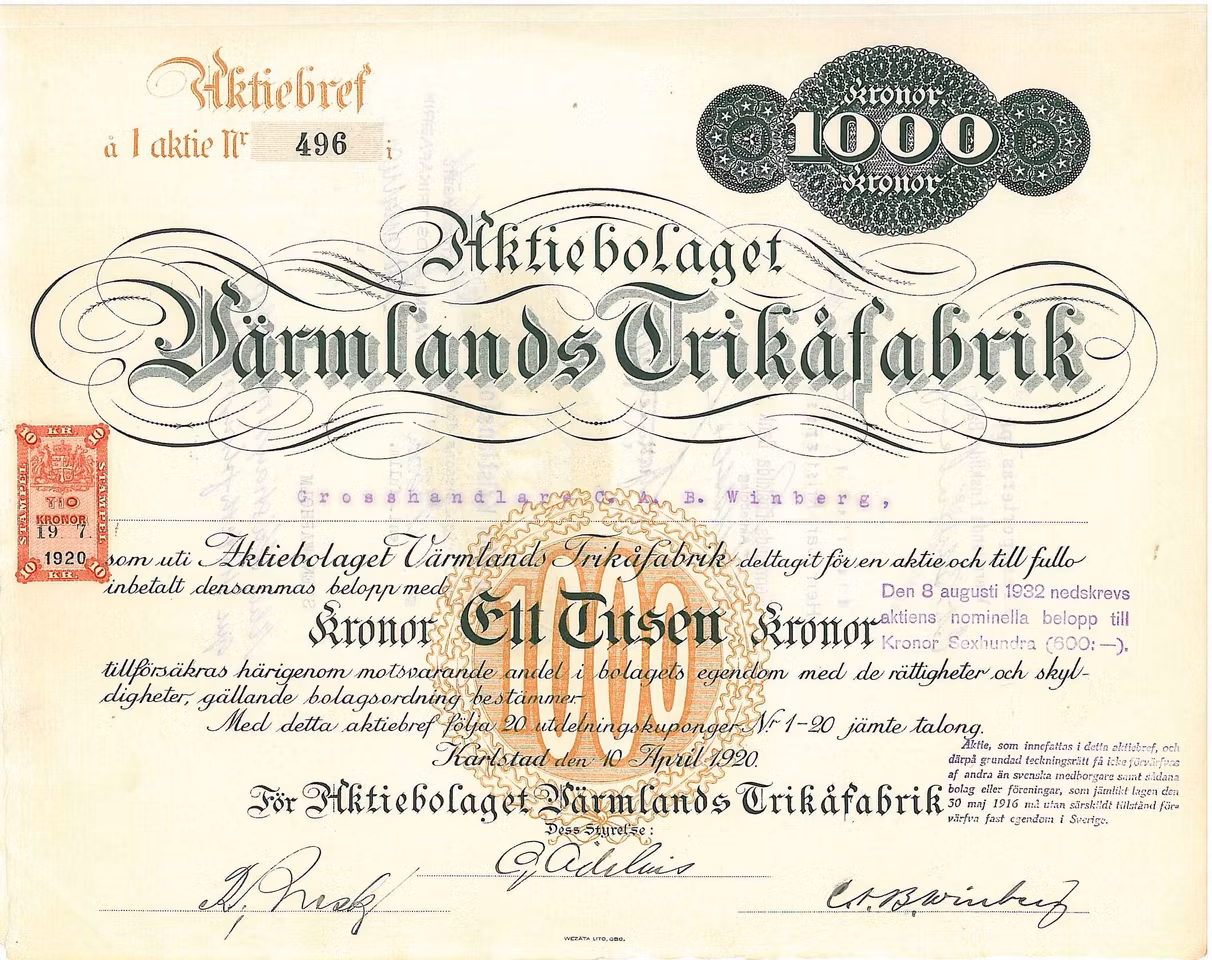 Aktiebref
à 1 aktie Nr 496 i
Kronor
1000
Kronor
Aktiebolaget
Värmlands Trikåfabrik
Grosshandlare C. A. B. Winberg,
10 KR. 10
STÄMPEL
STÄMPEL
TIO
KRONOR
19 7
1920
10 KR. 10
som uti Aktiebolaget Värmlands Trikåfabrik deltagit för en aktie och till fullo
inbetalt densammas belopp med
Kronor Ett Tusen Kronor
1000
Den 8 augusti 1932 nedskrevs
aktiens nominella belopp till
Kronor Sexhundra (600:—).
tillförsäkras härigenom motsvarande andel i bolagets egendom med de rättigheter och skyl-
digheter, gällande bolagsordning bestämmer.
Med detta aktiebref följa 20 utdelningskuponger Nr 1–20 jämte talong.
Karlstad den 10 April 1920.
Aktie, som innefattas i detta aktiebref, och
därpå grundad teckningsrätt få icke förvärfvas
af andra än svenska medborgare samt sådana
bolag eller föreningar, som jämlikt lagen den
30 maj 1916 må utan särskildt tillstånd för-
värfva fast egendom i Sverige.
För Aktiebolaget Värmlands Trikåfabrik
Dess Styrelse:
C. A. B. Winberg
WEZÄTA LITO, GBG.